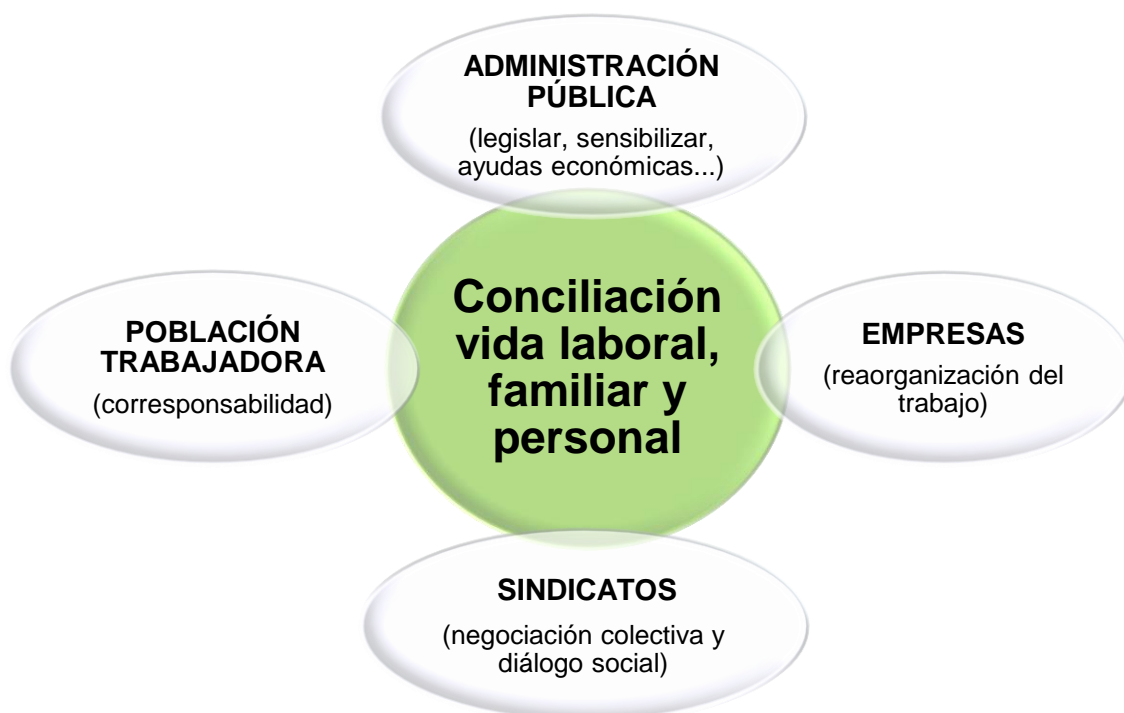 ADMINISTRACIÓN
PÚBLICA
(legislar, sensibilizar,
ayudas económicas...)
Conciliación
vida laboral,
familiar y
personal
POBLACIÓN
TRABAJADORA
(corresponsabilidad)
EMPRESAS
(reaorganización del
trabajo)
SINDICATOS
(negociación colectiva y
diálogo social)